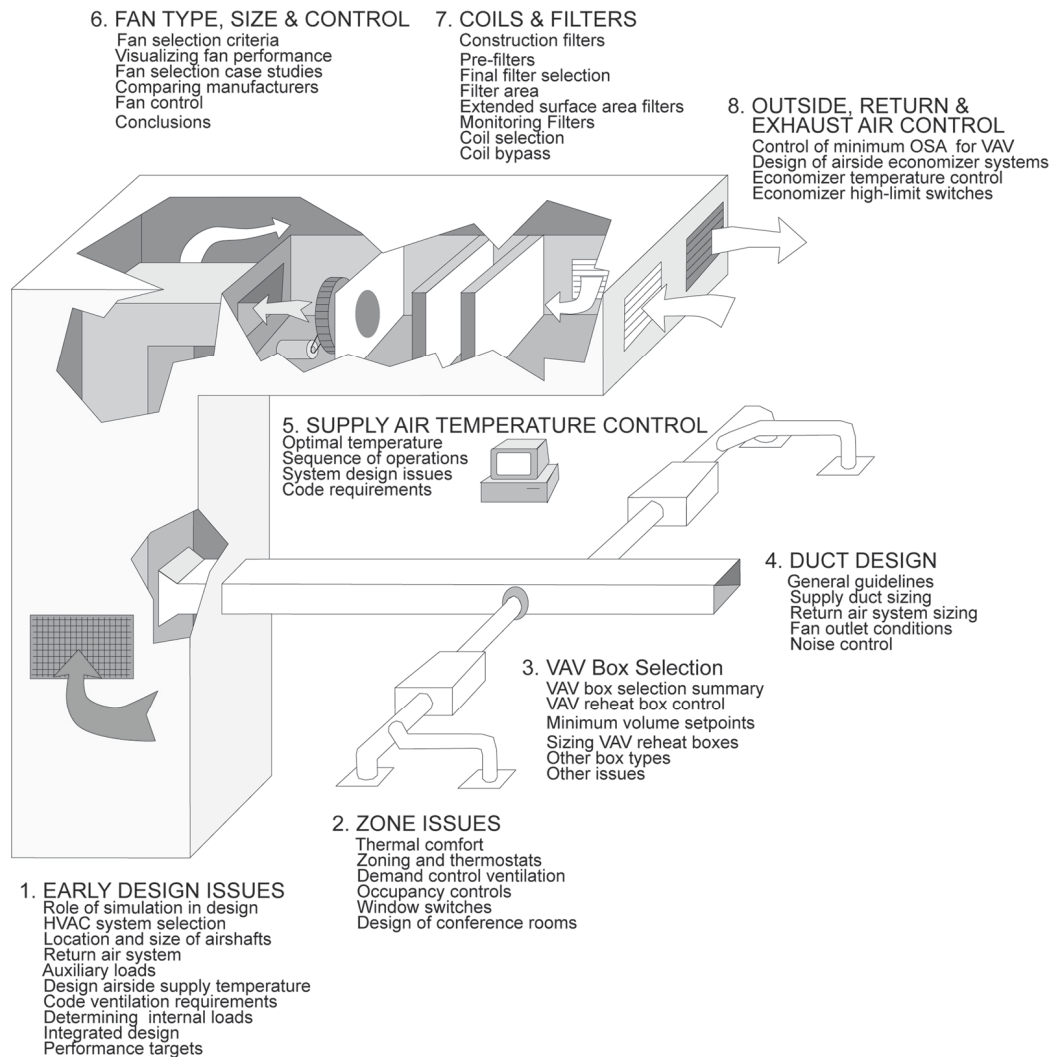 6. FAN TYPE, SIZE & CONTROL
Fan selection criteria
Visualizing fan performance
Fan selection case studies
Comparing manufacturers
Fan control
Conclusions
7. COILS & FILTERS
Construction filters
Pre-filters
Final filter selection
Filter area
Extended surface area filters
Monitoring Filters
Coil selection
Coil bypass
8. OUTSIDE, RETURN &
EXHAUST AIR CONTROL
Control of minimum OSA for VAV
Design of airside economizer systems
Economizer temperature control
Economizer high-limit switches
5. SUPPLY AIR TEMPERATURE CONTROL
Optimal temperature
Sequence of operations
System design issues
Code requirements
4. DUCT DESIGN
General guidelines
Supply duct sizing
Return air system sizing
Fan outlet conditions
Noise control
3. VAV Box Selection
VAV box selection summary
VAV reheat box control
Minimum volume setpoints
Sizing VAV reheat boxes
Other box types
Other issues
2. ZONE ISSUES
Thermal comfort
Zoning and thermostats
Demand control ventilation
Occupancy controls
Window switches
Design of conference rooms
1. EARLY DESIGN ISSUES
Role of simulation in design
HVAC system selection
Location and size of airshafts
Return air system
Auxiliary loads
Design airside supply temperature
Code ventilation requirements
Determining internal loads
Integrated design
Performance targets